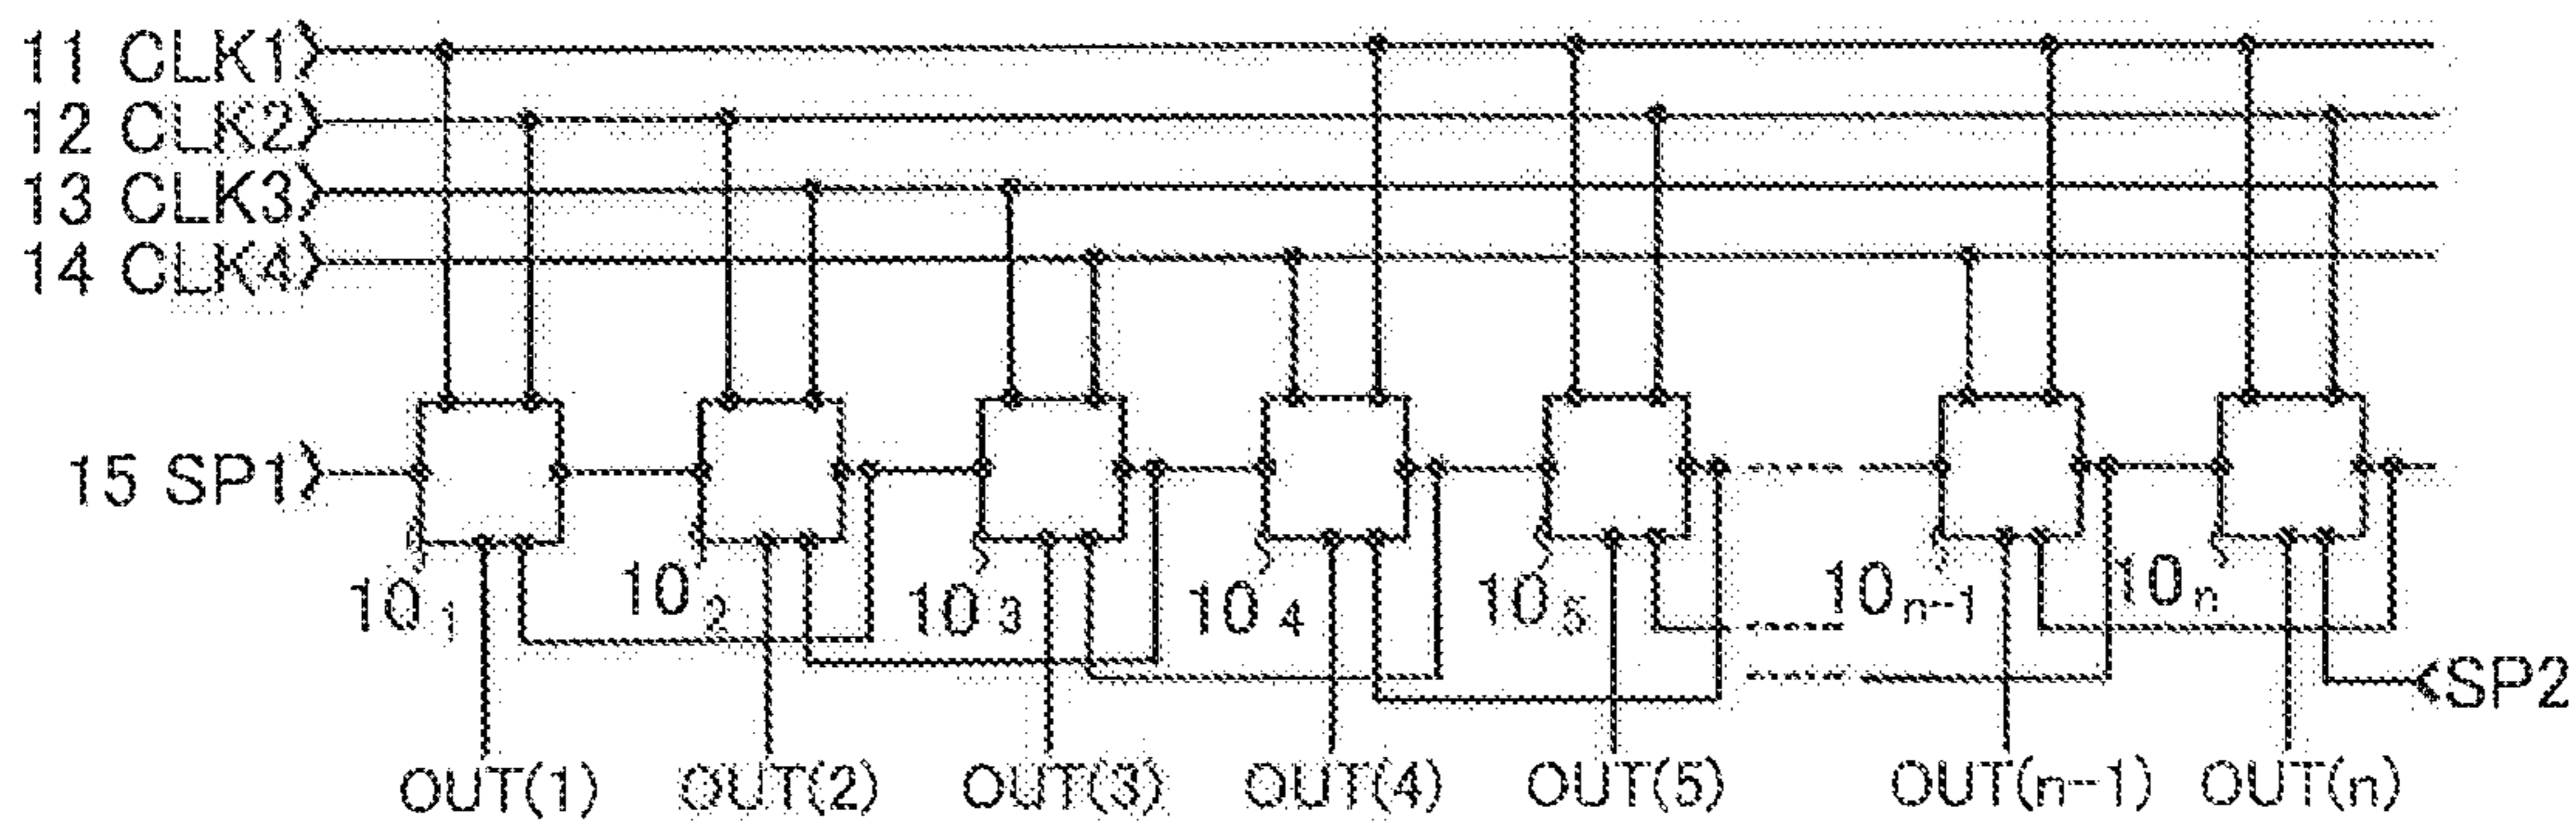 11 CLK1
12 CLK2
13 CLK3
14 CLK4
15 SP1
10₁ 10₂ 10₃ 10₄ 10₅ 10ₙ₋₁ 10ₙ
SP2
OUT(1) OUT(2) OUT(3) OUT(4) OUT(5) OUT(n-1) OUT(n)